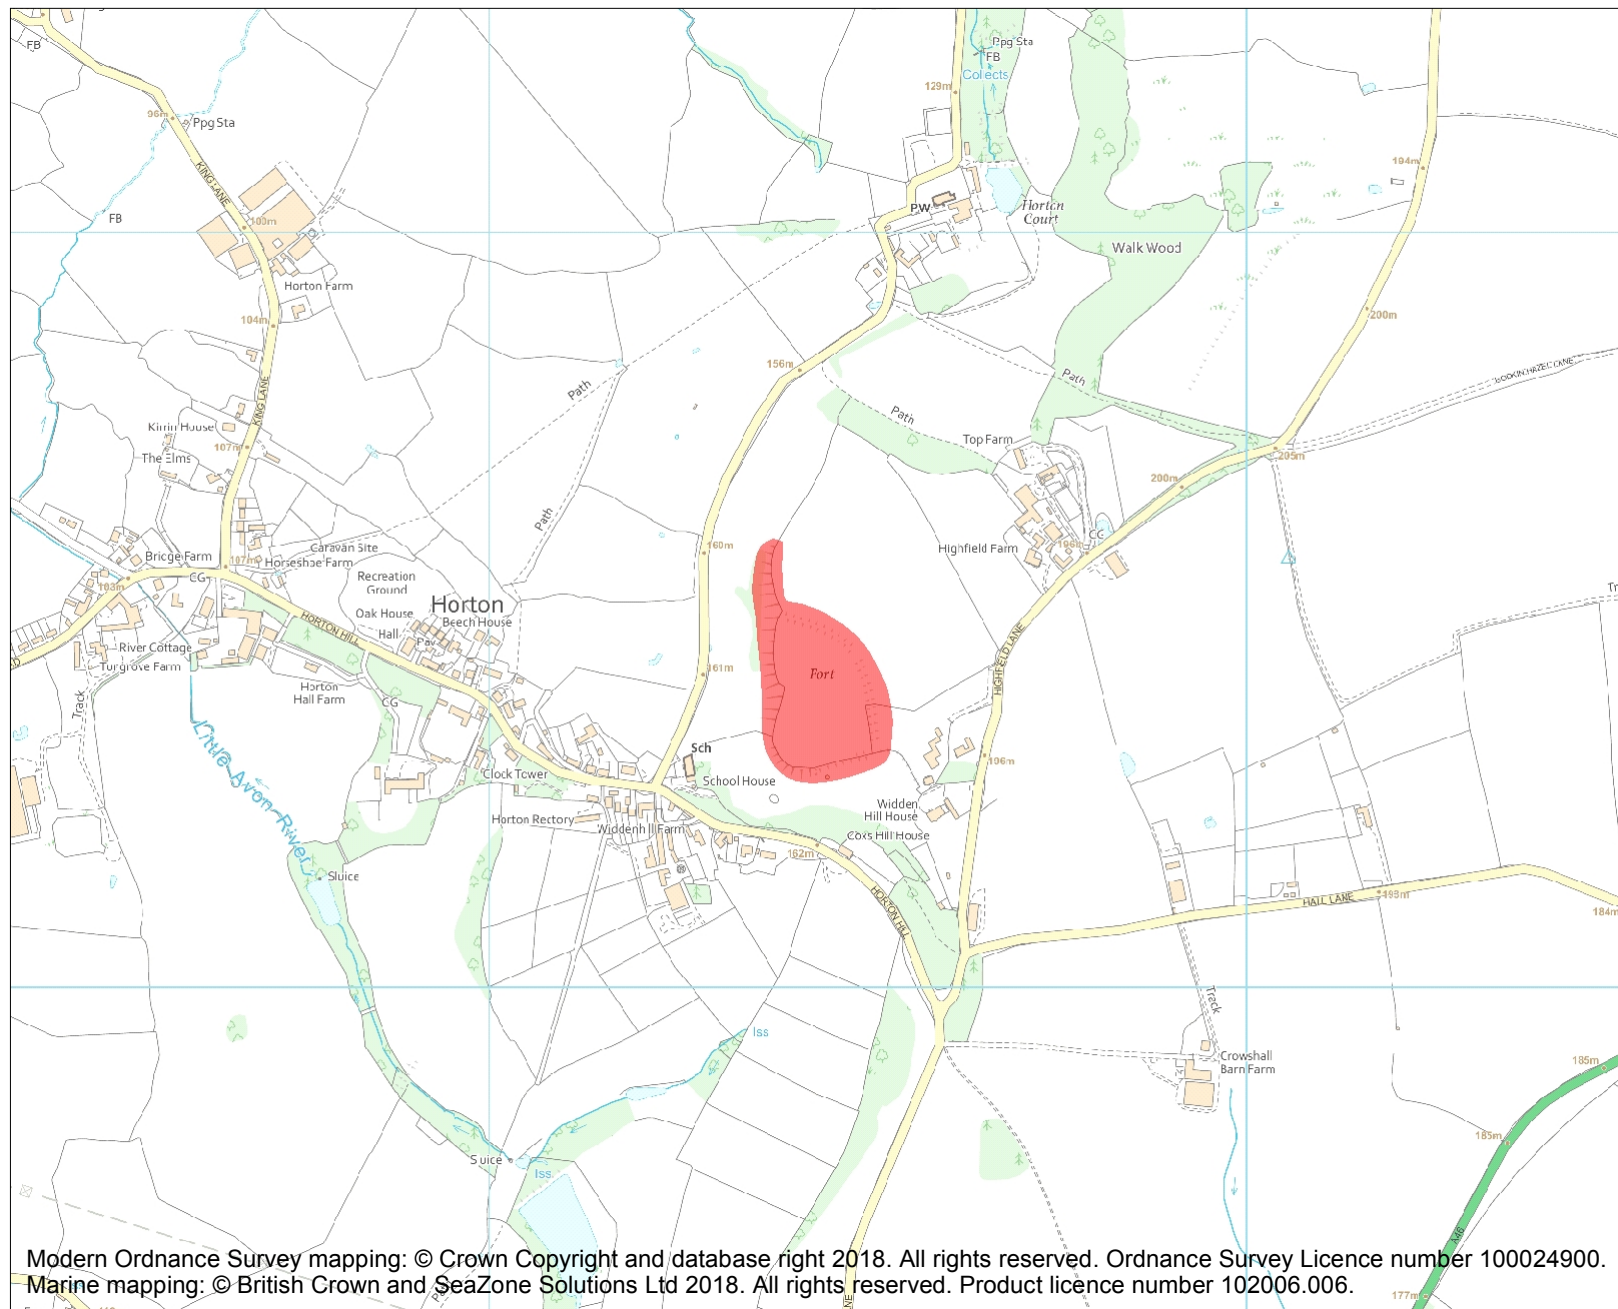 FB
Ppg Sta
FB
Collects
129m
96m
Ppg Sta
KING LANE
194m
FB
103m
PW
Horton
Court
Walk Wood
Horton Farm
104m
200m
156m
Path
Path
Path
KING LANE
Kirin House
107m
The Elms
Top Farm
205m
200m
Path
160m
Caravan Site
Horseshoe Farm
Bridge Farm
107m
CG
103m
Highfield Farm
196m
CG
Recreation
Ground
Oak House
Horton
Beech House
Hall
Pav
HORTON HILL
River Cottage
Turgrove Farm
HIGHFIELD LANE
161m
Fort
Horton
Hall Farm
CG
Track
Little Avon River
Sch
School House
Clock Tower
196m
Horton Rectory
Widdenhill Farm
Widden
Hill House
Coxs Hill House
162m
Sluice
HORTON HILL
HALL LANE
193m
184m
Track
Iss
Crowshall
Barn Farm
185m
185m
Sluice
Iss
A46
177m
Modern Ordnance Survey mapping: © Crown Copyright and database right 2018. All rights reserved. Ordnance Survey Licence number 100024900.
Marine mapping: © British Crown and SeaZone Solutions Ltd 2018. All rights reserved. Product licence number 102006.006.